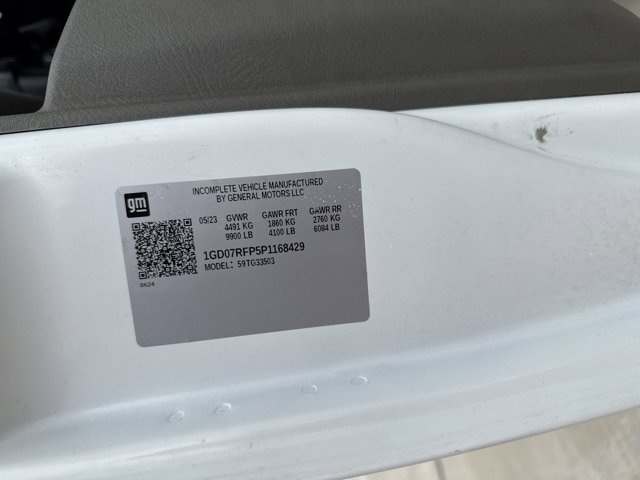 INCOMPLETE VEHICLE MANUFACTURED
BY GENERAL MOTORS LLC
gm
05/23 GVWR GAWR FRT GAWR RR
4491 KG 1860 KG 2760 KG
9900 LB 4100 LB 6084 LB
1GD07RFP5P1168429
MODEL: 59TG33503
8624